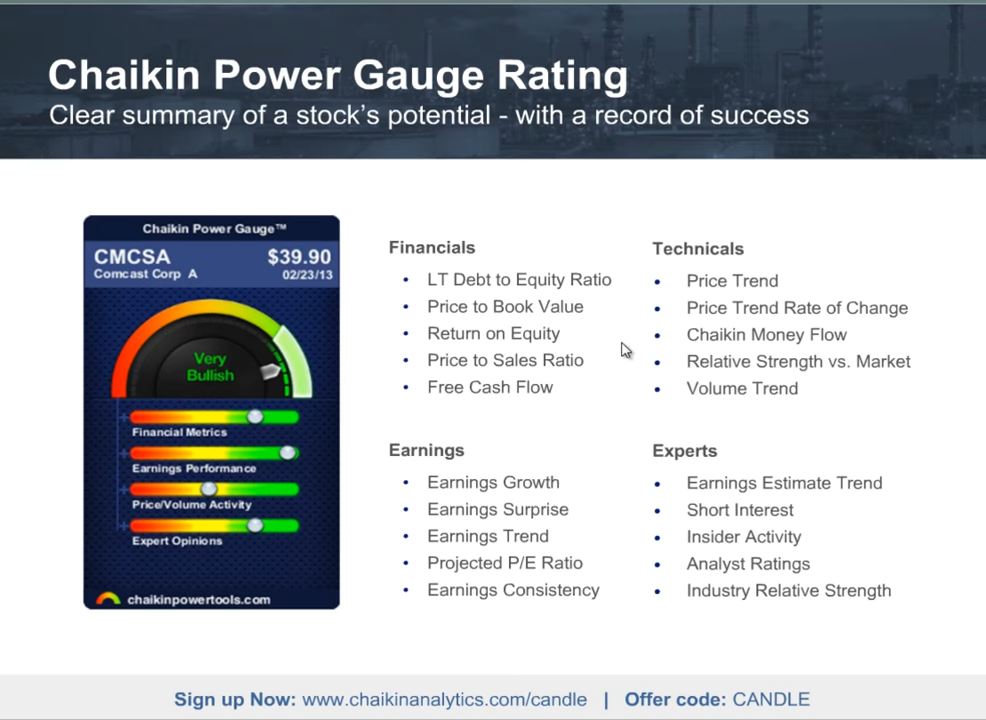 Chaikin Power Gauge Rating
Clear summary of a stock's potential - with a record of success
Chaikin Power Gauge™
CMCSA $39.90
Comcast Corp A 02/23/13
Very
Bullish
Financial Metrics
Earnings Performance
Price/Volume Activity
Expert Opinions
chaikinpowertools.com
Financials
• LT Debt to Equity Ratio
• Price to Book Value
• Return on Equity
• Price to Sales Ratio
• Free Cash Flow
Technicals
• Price Trend
• Price Trend Rate of Change
• Chaikin Money Flow
• Relative Strength vs. Market
• Volume Trend
Earnings
• Earnings Growth
• Earnings Surprise
• Earnings Trend
• Projected P/E Ratio
• Earnings Consistency
Experts
• Earnings Estimate Trend
• Short Interest
• Insider Activity
• Analyst Ratings
• Industry Relative Strength
Sign up Now: www.chaikinanalytics.com/candle | Offer code: CANDLE